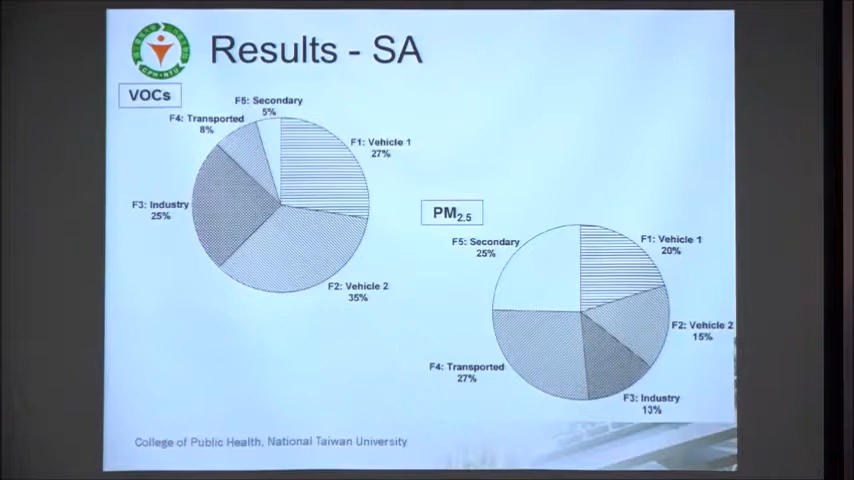 Results - SA
VOCs
F5: Secondary
5%
F4: Transported
8%
F1: Vehicle 1
27%
F3: Industry
25%
F2: Vehicle 2
35%
PM2.5
F5: Secondary
25%
F1: Vehicle 1
20%
F2: Vehicle 2
15%
F4: Transported
27%
F3: Industry
13%
College of Public Health, National Taiwan University
CPH-NTU